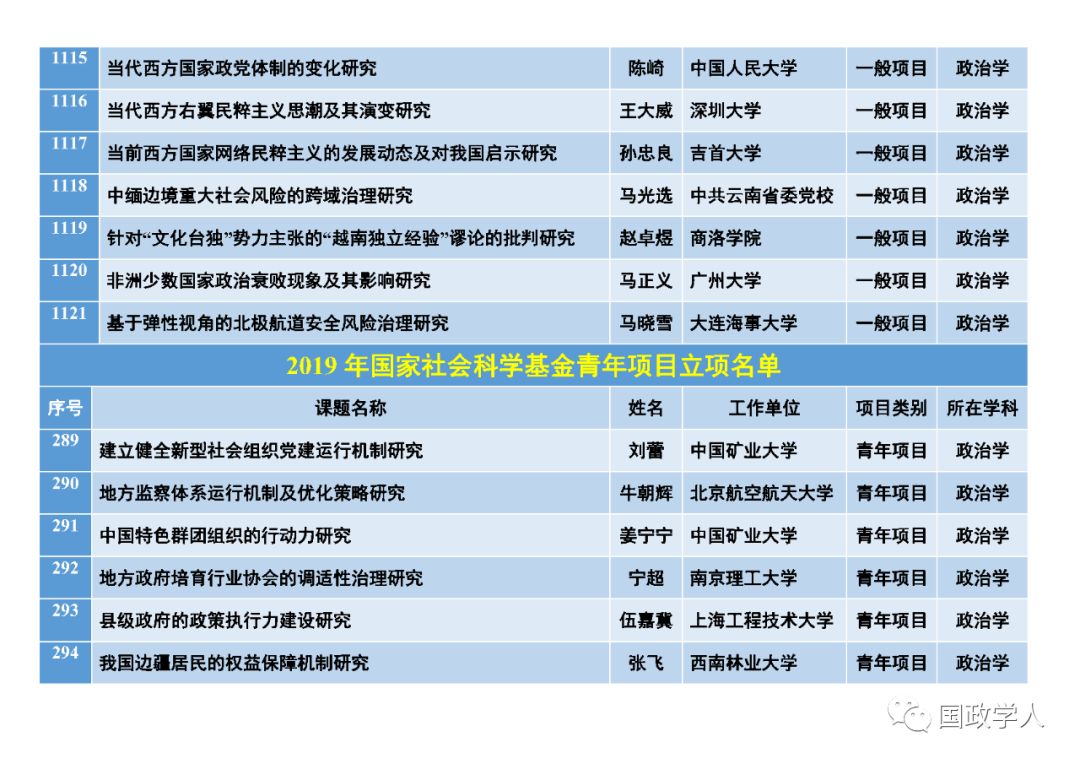 1115 当代西方国家政党体制的变化研究 陈崎 中国人民大学 一般项目 政治学
1116 当代西方右翼民粹主义思潮及其演变研究 王大威 深圳大学 一般项目 政治学
1117 当前西方国家网络民粹主义的发展动态及对我国启示研究 孙忠良 吉首大学 一般项目 政治学
1118 中缅边境重大社会风险的跨域治理研究 马光选 中共云南省委党校 一般项目 政治学
1119 针对“文化台独”势力主张的“越南独立经验”谬论的批判研究 赵卓煜 商洛学院 一般项目 政治学
1120 非洲少数国家政治衰败现象及其影响研究 马正义 广州大学 一般项目 政治学
1121 基于弹性视角的北极航道安全风险治理研究 马晓雪 大连海事大学 一般项目 政治学
2019 年国家社会科学基金青年项目立项名单
序号 课题名称 姓名 工作单位 项目类别 所在学科
289 建立健全新型社会组织党建运行机制研究 刘蕾 中国矿业大学 青年项目 政治学
290 地方监察体系运行机制及优化策略研究 牛朝辉 北京航空航天大学 青年项目 政治学
291 中国特色群团组织的行动力研究 姜宁宁 中国矿业大学 青年项目 政治学
292 地方政府培育行业协会的调适性治理研究 宁超 南京理工大学 青年项目 政治学
293 县级政府的政策执行力建设研究 伍嘉冀 上海工程技术大学 青年项目 政治学
294 我国边疆居民的权益保障机制研究 张飞 西南林业大学 青年项目 政治学
国政学人